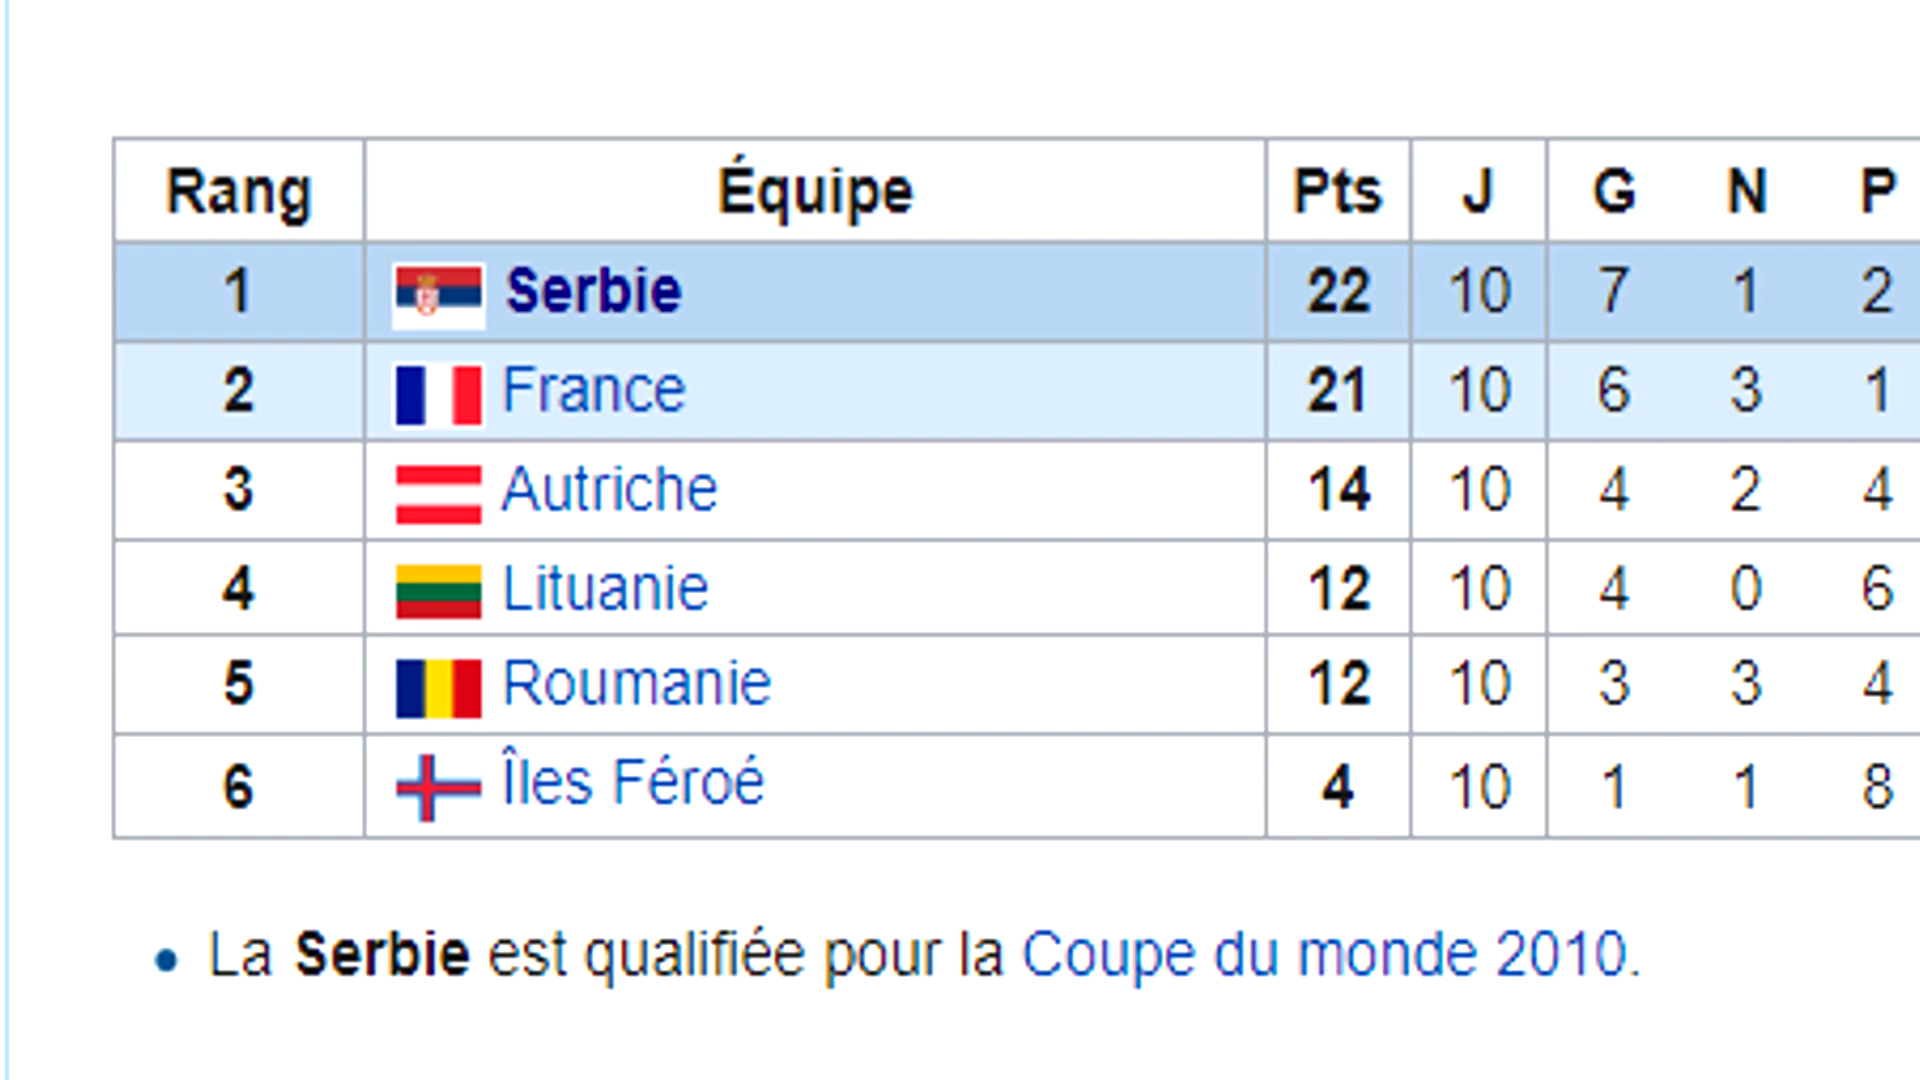 Rang Équipe Pts J G N P
1 Serbie 22 10 7 1 2
2 France 21 10 6 3 1
3 Autriche 14 10 4 2 4
4 Lituanie 12 10 4 0 6
5 Roumanie 12 10 3 3 4
6 Îles Féroé 4 10 1 1 8
La Serbie est qualifiée pour la Coupe du monde 2010.